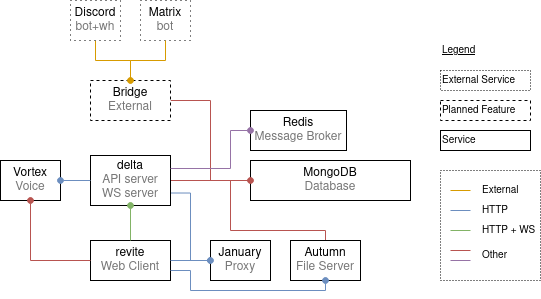 Discord
bot+wh
Matrix
bot
Legend
External Service
Bridge
External
Planned Feature
Redis
Message Broker
Service
Vortex
Voice
delta
API server
WS server
MongoDB
Database
External
HTTP
HTTP + WS
Other
revite
Web Client
January
Proxy
Autumn
File Server